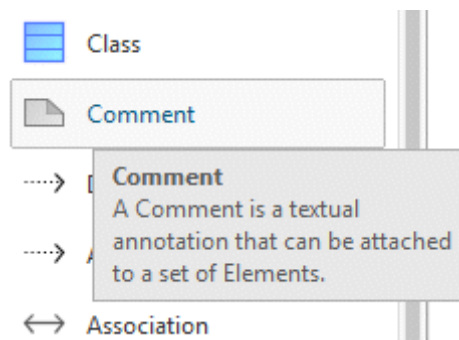 Class
Comment
Comment
A Comment is a textual
annotation that can be attached
to a set of Elements.
Association